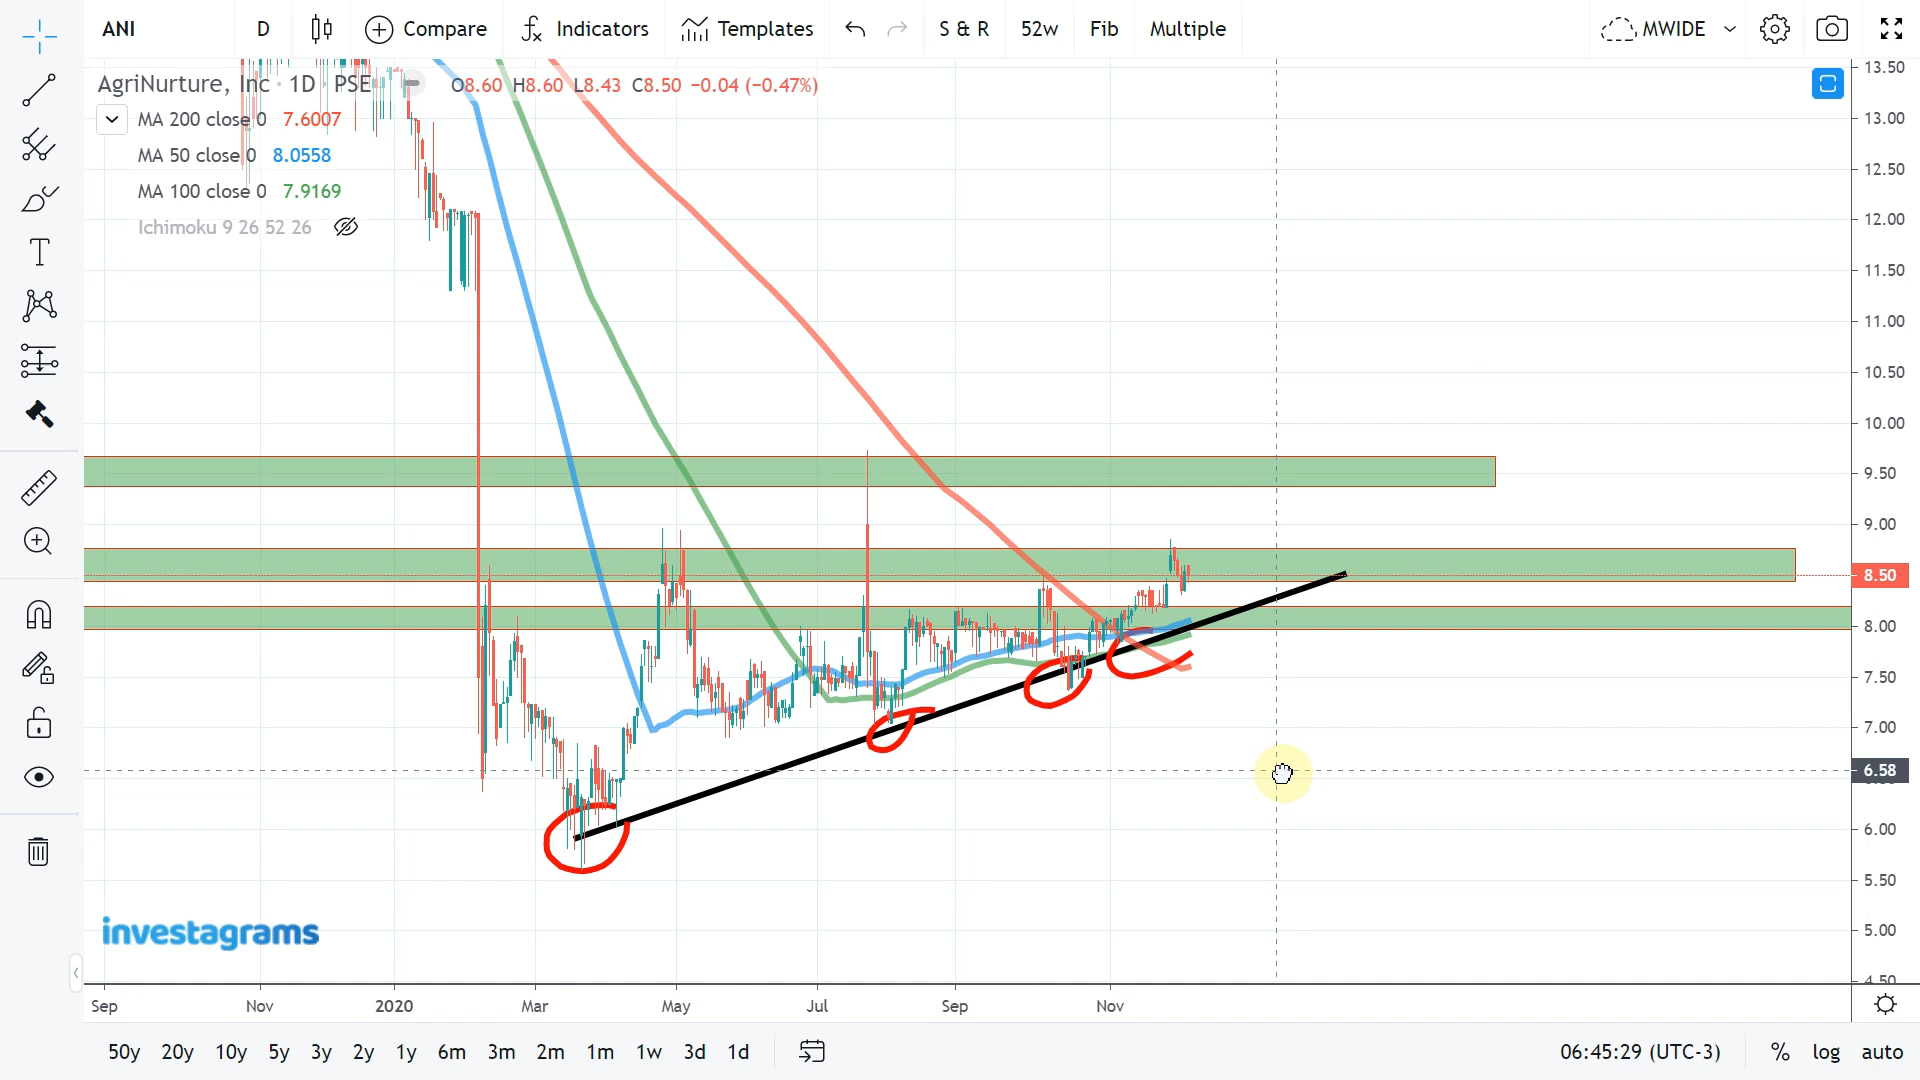 ANI D Compare Indicators Templates S & R 52w Fib Multiple MWIDE
AgriNurture, Inc · 1D · PSE O8.60 H8.60 L8.43 C8.50 −0.04 (−0.47%)
MA 200 close 0 7.6007
MA 50 close 0 8.0558
MA 100 close 0 7.9169
Ichimoku 9 26 52 26
13.50
13.00
12.50
12.00
11.50
11.00
10.50
10.00
9.50
9.00
8.50
8.00
7.50
7.00
6.58
6.00
5.50
5.00
4.50
investagrams
Sep Nov 2020 Mar May Jul Sep Nov
50y 20y 10y 5y 3y 2y 1y 6m 3m 2m 1m 1w 3d 1d 06:45:29 (UTC-3) % log auto